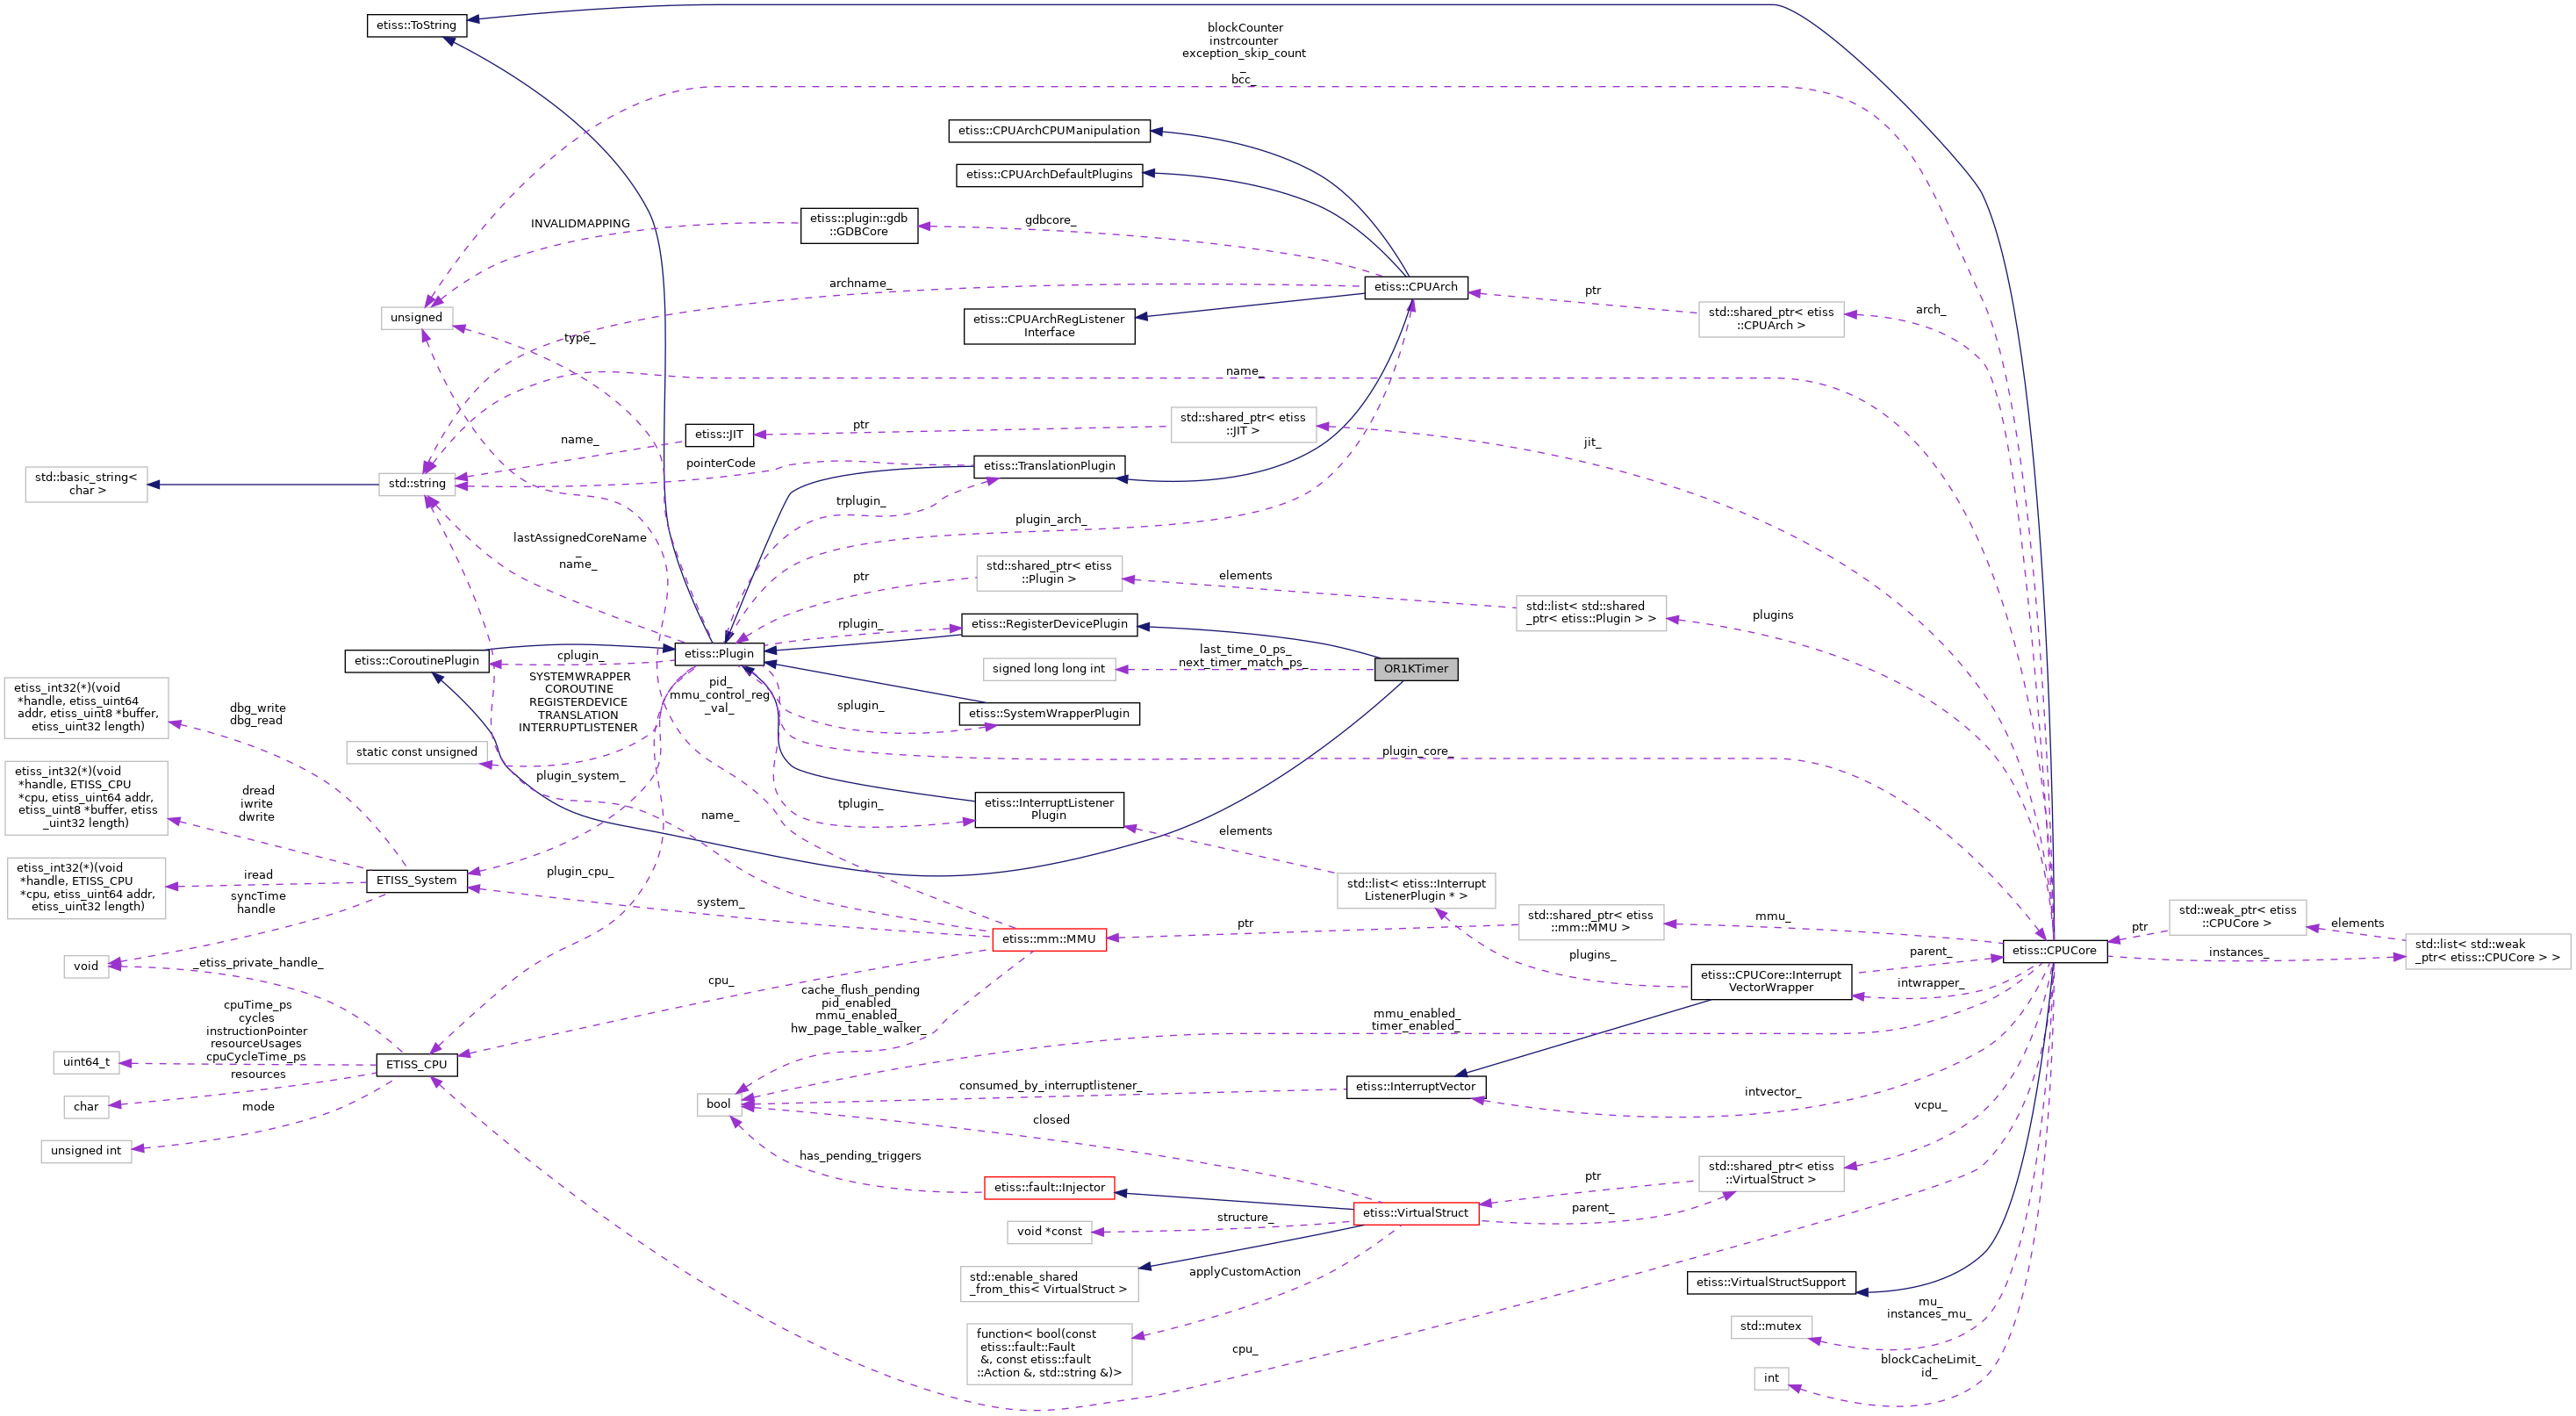 etiss::ToString
blockCounter
instrcounter
exception_skip_count
_
bcc_
etiss::CPUArchCPUManipulation
etiss::CPUArchDefaultPlugins
etiss::plugin::gdb
::GDBCore
INVALIDMAPPING
gdbcore_
archname_
etiss::CPUArch
ptr
std::shared_ptr< etiss
::CPUArch >
arch_
unsigned
etiss::CPUArchRegListener
Interface
type_
name_
std::shared_ptr< etiss
::JIT >
ptr
etiss::JIT
name_
jit_
pointerCode
etiss::TranslationPlugin
std::basic_string<
char >
std::string
trplugin_
plugin_arch_
lastAssignedCoreName
_
name_
std::shared_ptr< etiss
::Plugin >
ptr
elements
std::list< std::shared
_ptr< etiss::Plugin > >
plugins
rplugin_
etiss::RegisterDevicePlugin
etiss::Plugin
etiss::CoroutinePlugin
cplugin_
signed long long int
last_time_0_ps_
next_timer_match_ps_
OR1KTimer
SYSTEMWRAPPER
COROUTINE
REGISTERDEVICE
TRANSLATION
INTERRUPTLISTENER
pid_
mmu_control_reg
_val_
splugin_
etiss::SystemWrapperPlugin
etiss_int32(*)(void
*handle, etiss_uint64
addr, etiss_uint8 *buffer,
etiss_uint32 length)
dbg_write
dbg_read
static const unsigned
plugin_core_
plugin_system_
etiss_int32(*)(void
*handle, ETISS_CPU
*cpu, etiss_uint64 addr,
etiss_uint8 *buffer, etiss
_uint32 length)
dread
iwrite
dwrite
name_
tplugin_
etiss::InterruptListener
Plugin
elements
etiss_int32(*)(void
*handle, ETISS_CPU
*cpu, etiss_uint64 addr,
etiss_uint32 length)
iread
ETISS_System
plugin_cpu_
std::list< etiss::Interrupt
ListenerPlugin * >
syncTime
handle
system_
etiss::mm::MMU
ptr
std::shared_ptr< etiss
::mm::MMU >
mmu_
std::weak_ptr< etiss
::CPUCore >
ptr
elements
etiss::CPUCore
instances_
std::list< std::weak
_ptr< etiss::CPUCore > >
void
_etiss_private_handle_
plugins_
etiss::CPUCore::Interrupt
VectorWrapper
parent_
intwrapper_
cpu_
cache_flush_pending
pid_enabled_
mmu_enabled_
hw_page_table_walker_
mmu_enabled_
timer_enabled_
cpuTime_ps
cycles
instructionPointer
resourceUsages
cpuCycleTime_ps
uint64_t
ETISS_CPU
resources
char
mode
unsigned int
bool
consumed_by_interruptlistener_
etiss::InterruptVector
intvector_
vcpu_
closed
has_pending_triggers
etiss::fault::Injector
std::shared_ptr< etiss
::VirtualStruct >
ptr
parent_
etiss::VirtualStruct
structure_
void *const
std::enable_shared
_from_this< VirtualStruct >
applyCustomAction
etiss::VirtualStructSupport
function< bool(const
etiss::fault::Fault
&, const etiss::fault
::Action &, std::string &)>
cpu_
std::mutex
mu_
instances_mu_
int
blockCacheLimit_
id_